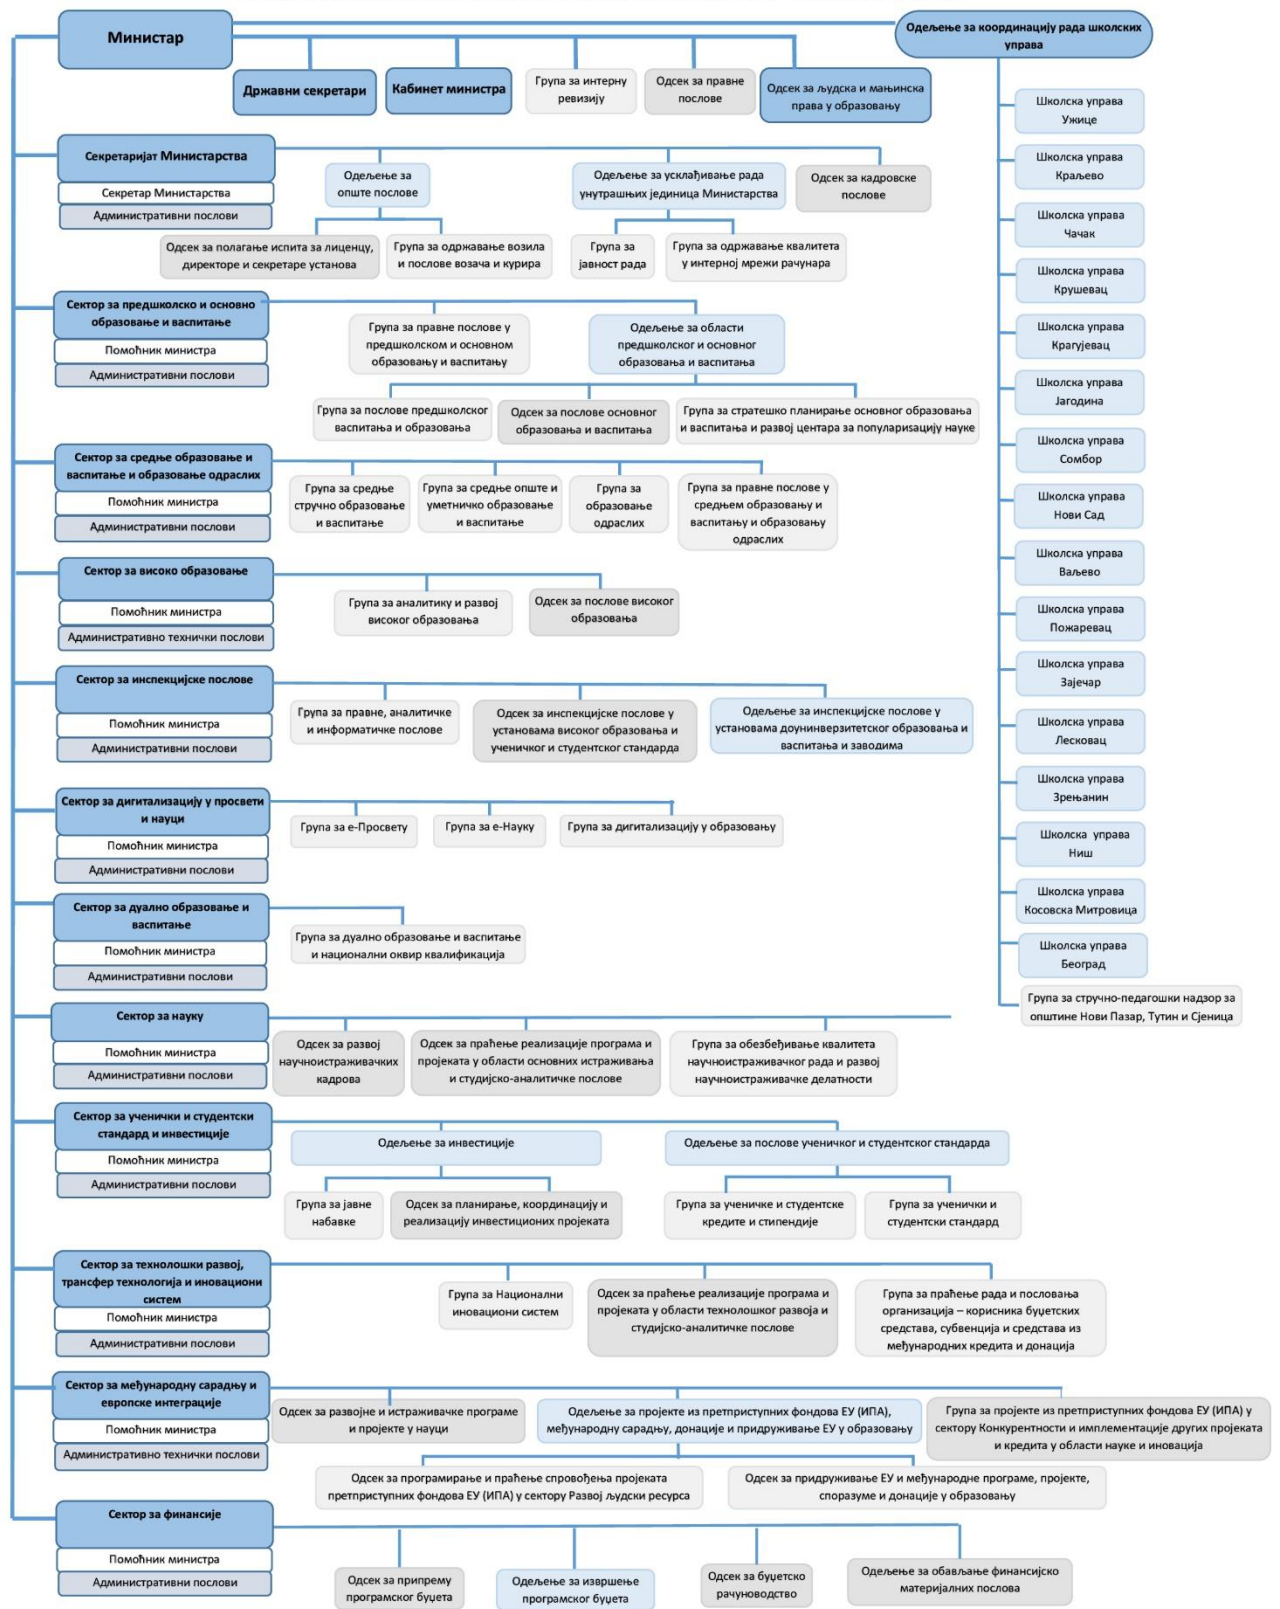 Министар
Одељење за координацију рада школских
управа
Државни секретари
Кабинет министра
Група за интерну
ревизију
Одсек за правне
послове
Одсек за људска и мањинска
права у образовању
Секретаријат Министарства
Секретар Министарства
Административни послови
Одељење за
опште послове
Одељење за усклађивање рада
унутрашњих јединица Министарства
Одсек за кадровске
послове
Одсек за полагање испита за лиценцу,
директоре и секретаре установа
Група за одржавање возила
и послове возача и курира
Група за
јавност рада
Група за одржавање квалитета
у интерној мрежи рачунара
Сектор за предшколско и основно
образовање и васпитање
Помоћник министра
Административни послови
Група за правне послове у
предшколском и основном
образовању и васпитању
Одељење за области
предшколског и основног
образовања и васпитања
Група за послове предшколског
васпитања и образовања
Одсек за послове основног
образовања и васпитања
Група за стратешко планирање основног образовања
и васпитања и развој центара за популаризацију науке
Сектор за средње образовање и
васпитање и образовање одраслих
Помоћник министра
Административни послови
Група за средње
стручно образовање
и васпитање
Група за средње опште и
уметничко образовање
и васпитање
Група за
образовање
одраслих
Група за правне послове у
средњем образовању и
васпитању и образовању
одраслих
Сектор за високо образовање
Помоћник министра
Административно технички послови
Група за аналитику и развој
високог образовања
Одсек за послове високог
образовања
Сектор за инспекцијске послове
Помоћник министра
Административни послови
Група за правне, аналитичке
и информатичке послове
Одсек за инспекцијске послове у
установама високог образовања и
ученичког и студентског стандарда
Одељење за инспекцијске послове у
установама доунинверзитетског образовања и
васпитања и заводима
Сектор за дигитализацију у просвети
и науци
Помоћник министра
Административни послови
Група за е-Просвету
Група за е-Науку
Група за дигитализацију у образовању
Сектор за дуално образовање и
васпитање
Помоћник министра
Административни послови
Група за дуално образовање и васпитање
и национални оквир квалификација
Сектор за науку
Помоћник министра
Административни послови
Одсек за развој
научноистраживачких
кадрова
Одсек за праћење реализације програма и
пројеката у области основних истраживања
и студијско-аналитичке послове
Група за обезбеђивање квалитета
научноистраживачког рада и развој
научноистраживачке делатности
Сектор за ученички и студентски
стандард и инвестиције
Помоћник министра
Административни послови
Одељење за инвестиције
Одељење за послове ученичког и студентског стандарда
Група за јавне
набавке
Одсек за планирање, координацију и
реализацију инвестиционих пројеката
Група за ученичке и студентске
кредите и стипендије
Група за ученички
и студентски стандард
Сектор за технолошки развој,
трансфер технологија и иновациони
систем
Помоћник министра
Административни послови
Група за Национални
иновациони систем
Одсек за праћење реализације програма и
пројеката у области технолошког развоја и
студијско-аналитичке послове
Група за праћење рада и пословања
организација – корисника буџетских
средстава, субвенција и средстава из
међународних кредита и донација
Сектор за међународну сарадњу и
европске интеграције
Помоћник министра
Административно технички послови
Одсек за развојне и истраживачке програме
и пројекте у науци
Одељење за пројекте из претприступних фондова ЕУ (ИПА),
међународну сарадњу, донације и придруживање ЕУ у образовању
Група за пројекте из претприступних фондова ЕУ (ИПА) у
сектору Конкурентности и имплементације других пројеката
и кредита у области науке и иновација
Одсек за програмирање и праћење спровођења пројеката
претприступних фондова ЕУ (ИПА) у сектору Развој људски ресурса
Одсек за придруживање ЕУ и међународне програме, пројекте,
споразуме и донације у образовању
Сектор за финансије
Помоћник министра
Административни послови
Одсек за припрему
програмског буџета
Одељење за извршење
програмског буџета
Одсек за буџетско
рачуноводство
Одељење за обављање финансијско
материјалних послова
Школска управа
Ужице
Школска управа
Краљево
Школска управа
Чачак
Школска управа
Крушевац
Школска управа
Крагујевац
Школска управа
Јагодина
Школска управа
Сомбор
Школска управа
Нови Сад
Школска управа
Ваљево
Школска управа
Пожаревац
Школска управа
Зајечар
Школска управа
Лесковац
Школска управа
Зрењанин
Школска управа
Ниш
Школска управа
Косовска Митровица
Школска управа
Београд
Група за стручно-педагошки надзор за
општине Нови Пазар, Тутин и Сјеница